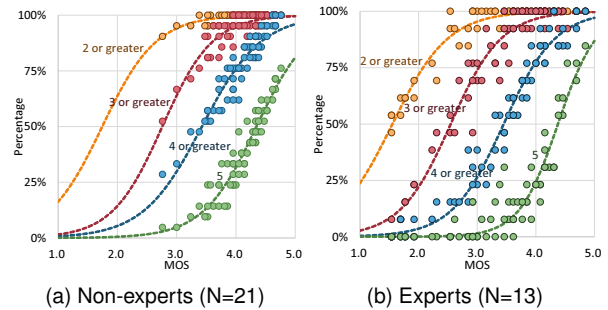 100%
75%
50%
25%
0%
Percentage
2 or greater
3 or greater
4 or greater
5
1.0 2.0 3.0 4.0 5.0
MOS
(a) Non-experts (N=21)
100%
75%
50%
25%
0%
Percentage
2 or greater
3 or greater
4 or greater
5
1.0 2.0 3.0 4.0 5.0
MOS
(b) Experts (N=13)